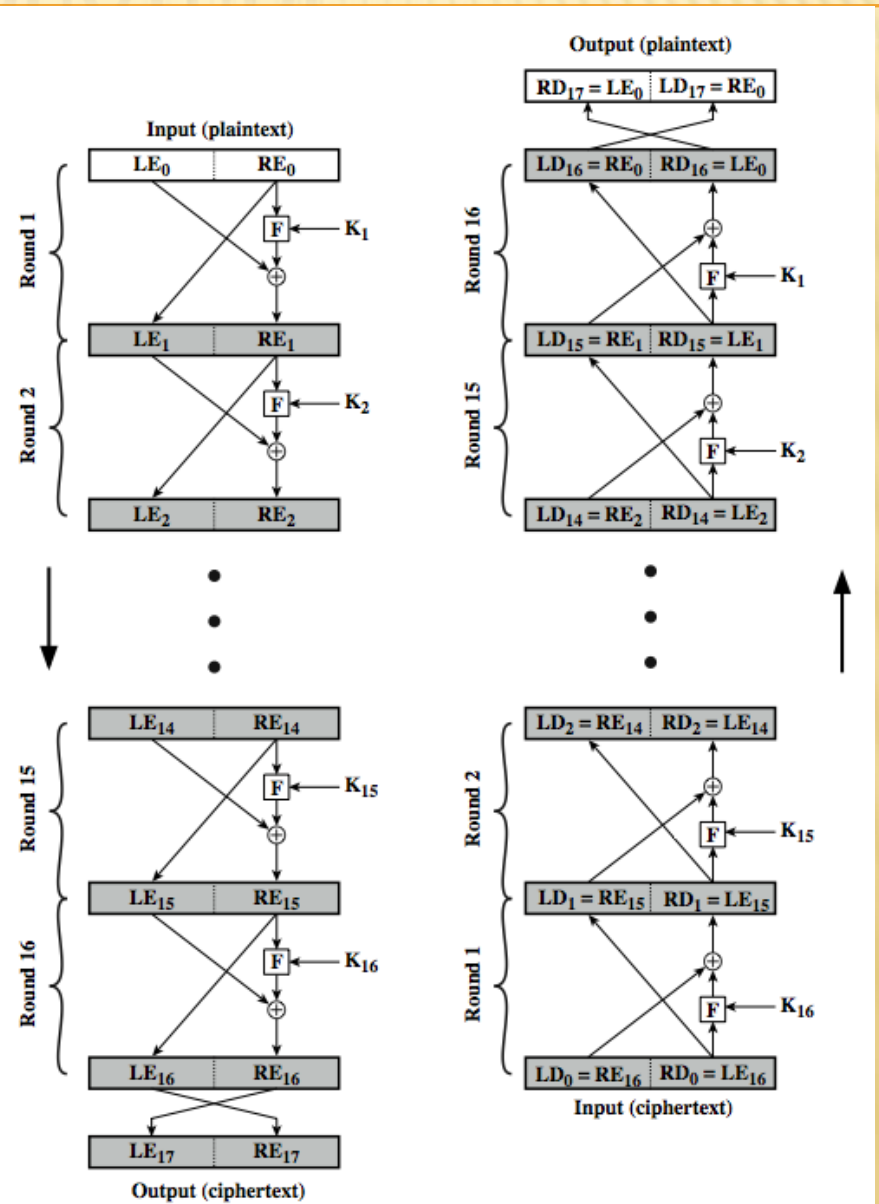 Input (plaintext)
LE₀ RE₀
Round 1
F K₁
LE₁ RE₁
Round 2
F K₂
LE₂ RE₂
LE₁₄ RE₁₄
Round 15
F K₁₅
LE₁₅ RE₁₅
Round 16
F K₁₆
LE₁₆ RE₁₆
LE₁₇ RE₁₇
Output (ciphertext)
Output (plaintext)
RD₁₇ = LE₀ LD₁₇ = RE₀
LD₁₆ = RE₀ RD₁₆ = LE₀
Round 16
F K₁
LD₁₅ = RE₁ RD₁₅ = LE₁
Round 15
F K₂
LD₁₄ = RE₂ RD₁₄ = LE₂
LD₂ = RE₁₄ RD₂ = LE₁₄
Round 2
F K₁₅
LD₁ = RE₁₅ RD₁ = LE₁₅
Round 1
F K₁₆
LD₀ = RE₁₆ RD₀ = LE₁₆
Input (ciphertext)